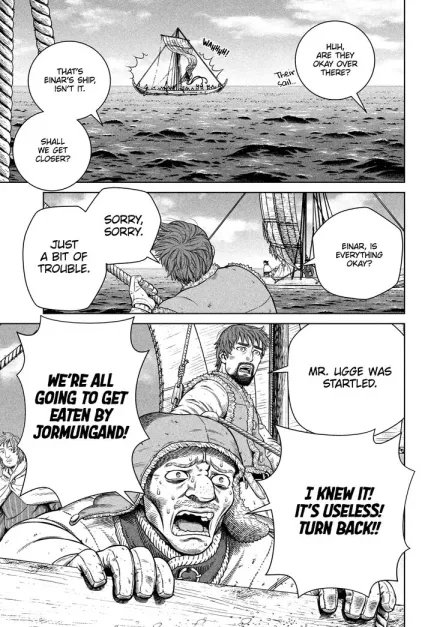 HUH,
ARE THEY
OKAY OVER
THERE?
Their
sail...
WAAHHH!
THAT'S
EINAR'S SHIP,
ISN'T IT.
SHALL
WE GET
CLOSER?
EINAR, IS
EVERYTHING
OKAY?
SORRY,
SORRY.
JUST
A BIT OF
TROUBLE.
MR. UGGE WAS
STARTLED.
WE'RE ALL
GOING TO GET
EATEN BY
JORMUNGAND!
I KNEW IT!
IT'S USELESS!
TURN BACK!!